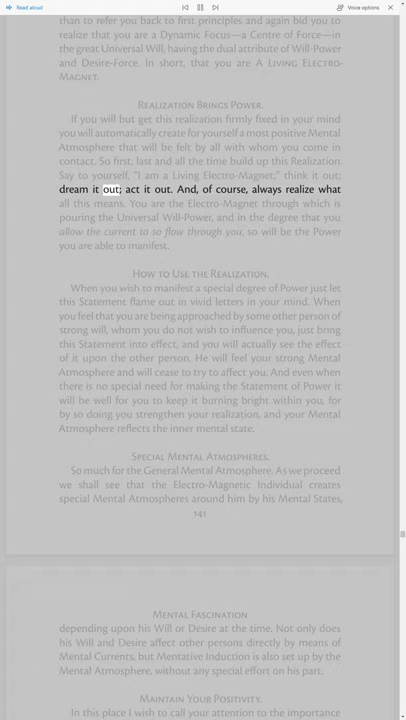 Read aloud
Voice options
than to refer you back to first principles and again bid you to
realize that you are a Dynamic Focus—a Centre of Force—in
the great Universal Will, having the dual attribute of Will-Power
and Desire-Force. In short, that you are A Living Electro-
Magnet.
Realization Brings Power.
If you will but get this realization firmly fixed in your mind
you will automatically create for yourself a most positive Mental
Atmosphere that will be felt by all with whom you come in
contact. So first, last and all the time build up this Realization.
Say to yourself, "I am a Living Electro-Magnet;" think it out;
dream it out; act it out. And, of course, always realize what
all this means. You are the Electro-Magnet through which is
pouring the Universal Will-Power, and in the degree that you
allow the current to so flow through you, so will be the Power
you are able to manifest.
How to Use the Realization.
When you wish to manifest a special degree of Power just let
this Statement flame out in vivid letters in your mind. When
you feel that you are being approached by some other person of
strong will, whom you do not wish to influence you, just bring
this Statement into effect, and you will actually see the effect
of it upon the other person. He will feel your strong Mental
Atmosphere and will cease to try to affect you. And even when
there is no special need for making the Statement of Power it
will be well for you to keep it burning bright within you, for
by so doing you strengthen your realization, and your Mental
Atmosphere reflects the inner mental state.
Special Mental Atmospheres.
So much for the General Mental Atmosphere. As we proceed
we shall see that the Electro-Magnetic Individual creates
special Mental Atmospheres around him by his Mental States,
141
Mental Fascination
depending upon his Will or Desire at the time. Not only does
his Will and Desire affect other persons directly by means of
Mental Currents, but Mentative Induction is also set up by the
Mental Atmosphere, without any special effort on his part.
Maintain Your Positivity.
In this place I wish to call your attention to the importance